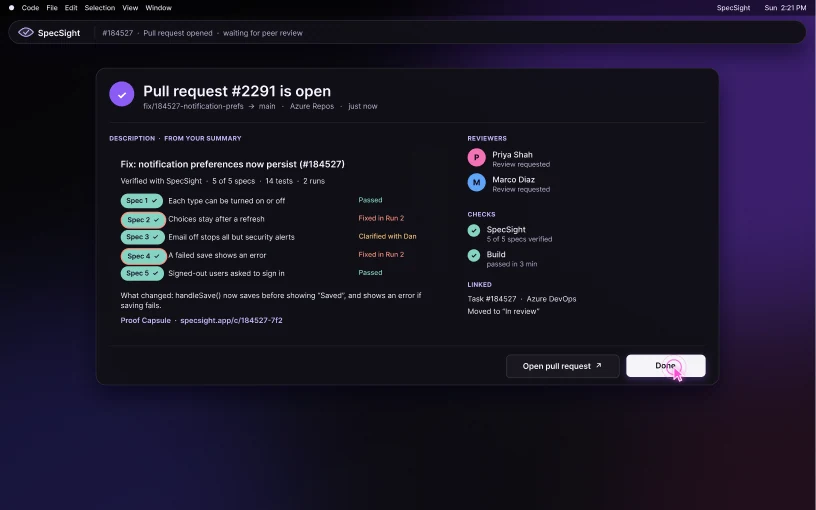 Code File Edit Selection View Window SpecSight Sun 2:21 PM
SpecSight #184527 · Pull request opened · waiting for peer review
Pull request #2291 is open
fix/184527-notification-prefs → main · Azure Repos · just now
DESCRIPTION · FROM YOUR SUMMARY
Fix: notification preferences now persist (#184527)
Verified with SpecSight · 5 of 5 specs · 14 tests · 2 runs
Spec 1 ✓ Each type can be turned on or off Passed
Spec 2 ✓ Choices stay after a refresh Fixed in Run 2
Spec 3 ✓ Email off stops all but security alerts Clarified with Dan
Spec 4 ✓ A failed save shows an error Fixed in Run 2
Spec 5 ✓ Signed-out users asked to sign in Passed
What changed: handleSave() now saves before showing “Saved”, and shows an error if
saving fails.
Proof Capsule · specsight.app/c/184527-7f2
REVIEWERS
P Priya Shah
Review requested
M Marco Diaz
Review requested
CHECKS
SpecSight
5 of 5 specs verified
Build
passed in 3 min
LINKED
Task #184527 · Azure DevOps
Moved to “In review”
Open pull request ↗ Done